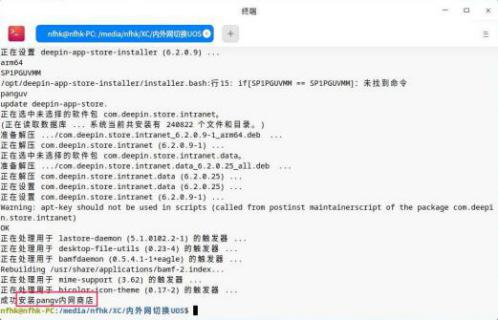 终端
nfhk@nfhk-PC: /media/nfhk/XC/内外网切换UOS
正在设置 deepin-app-store-installer (6.2.0.9) ...
arm64
SP1PGUVMM
/opt/deepin-app-store-installer/installer.bash:行15: if[SP1PGUVMM == SP1PGUVMM]: 未找到命令
panguv
update deepin-app-store.
正在选中未选择的软件包 com.deepin.store.intranet。
(正在读取数据库 ... 系统当前共安装有 240822 个文件和目录。)
准备解压 .../com.deepin.store.intranet_6.2.0.9-1_arm64.deb ...
正在解压 com.deepin.store.intranet (6.2.0.9-1) ...
正在选中未选择的软件包 com.deepin.store.intranet.data。
准备解压 .../com.deepin.store.intranet.data_6.2.0.25_all.deb ...
正在解压 com.deepin.store.intranet.data (6.2.0.25) ...
正在设置 com.deepin.store.intranet.data (6.2.0.25) ...
正在设置 com.deepin.store.intranet (6.2.0.9-1) ...
Warning: apt-key should not be used in scripts (called from postinst maintainerscript of the package com.deepi
n.store.intranet)
OK
正在处理用于 lastore-daemon (5.1.0102.2-1) 的触发器 ...
正在处理用于 desktop-file-utils (0.23-4) 的触发器 ...
正在处理用于 bamfdaemon (0.5.4.1-1+eagle) 的触发器 ...
Rebuilding /usr/share/applications/bamf-2.index...
正在处理用于 mime-support (3.62) 的触发器 ...
正在处理用于 hicolor-icon-theme (0.17-2) 的触发器 ...
成功安装pangv内网商店
nfhk@nfhk-PC:/media/nfhk/XC/内外网切换UOS$